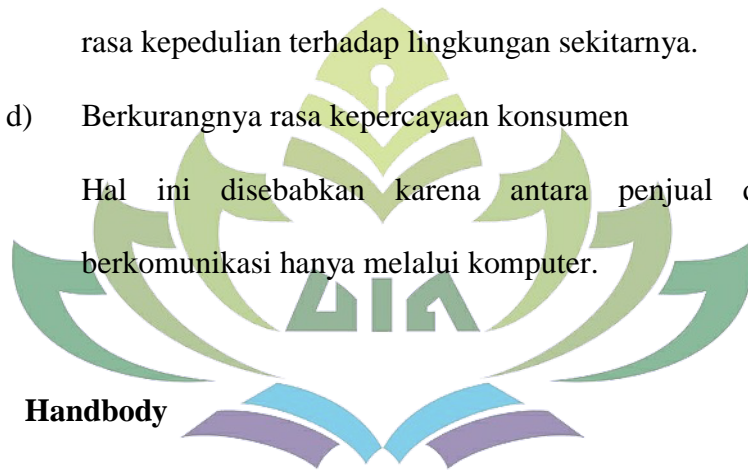 rasa kepedulian terhadap lingkungan sekitarnya.
d) Berkurangnya rasa kepercayaan konsumen
Hal ini disebabkan karena antara penjual
berkomunikasi hanya melalui komputer.
UIN
Handbody